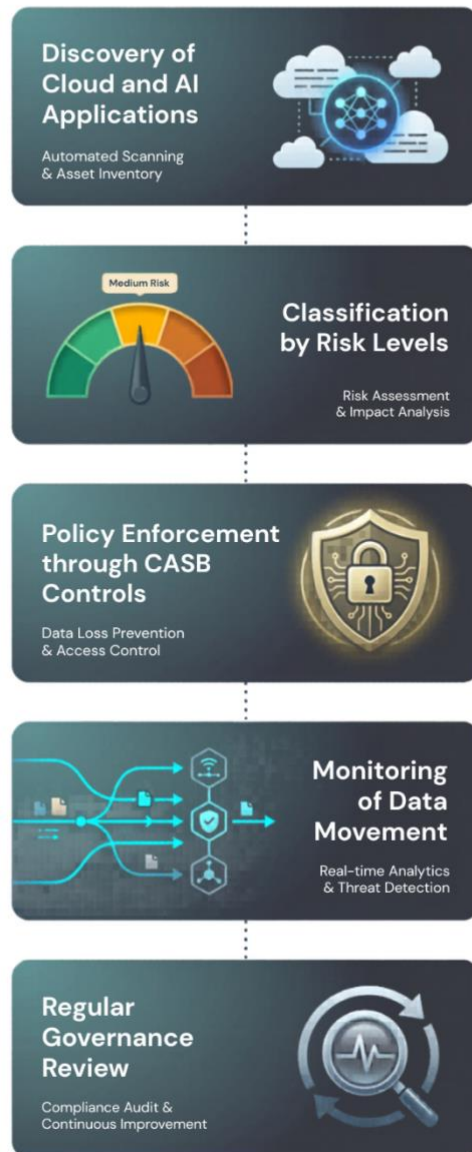 Discovery of
Cloud and AI
Applications
Automated Scanning
& Asset Inventory
Medium Risk
Classification
by Risk Levels
Risk Assessment
& Impact Analysis
Policy Enforcement
through CASB
Controls
Data Loss Prevention
& Access Control
Monitoring
of Data
Movement
Real-time Analytics
& Threat Detection
Regular
Governance
Review
Compliance Audit &
Continuous Improvement